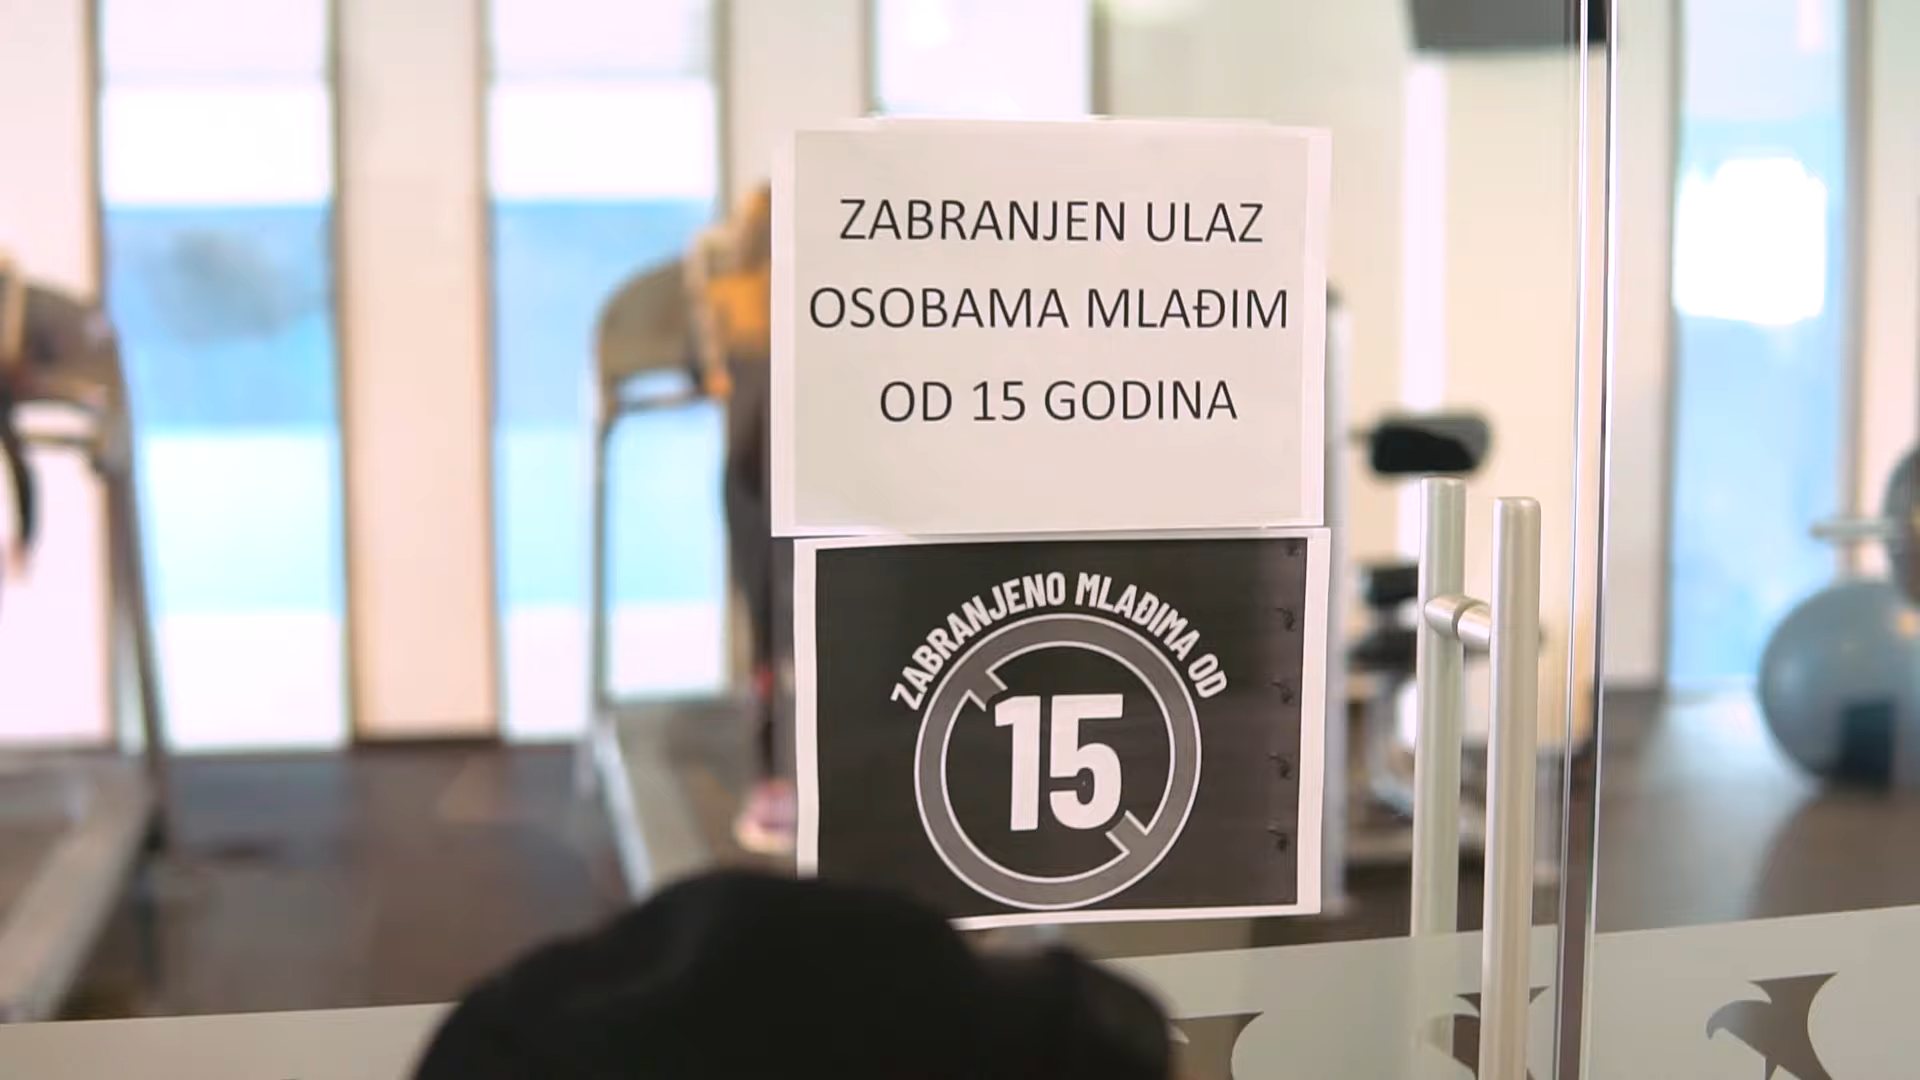 ZABRANJEN ULAZ
OSOBAMA MLAĐIM
OD 15 GODINA
ZABRANJENO MLAĐIMA OD
15